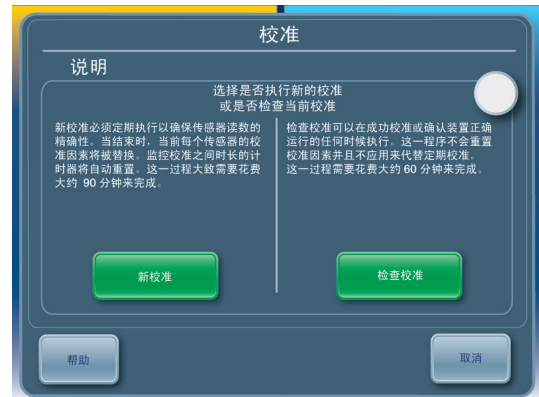 校准
说明
选择是否执行新的校准
或是否检查当前校准
新校准必须定期执行以确保传感器读数的
精确性。当结束时，当前每个传感器的校
准因素将被替换。监控校准之间时长的计
时器将自动重置。这一过程大致需要花费
大约 90 分钟来完成。
检查校准可以在成功校准或确认装置正确
运行的任何时候执行。这一程序不会重置
校准因素并且不应用来代替定期校准。
这一过程需要花费大约 60 分钟来完成。
新校准
检查校准
帮助
取消